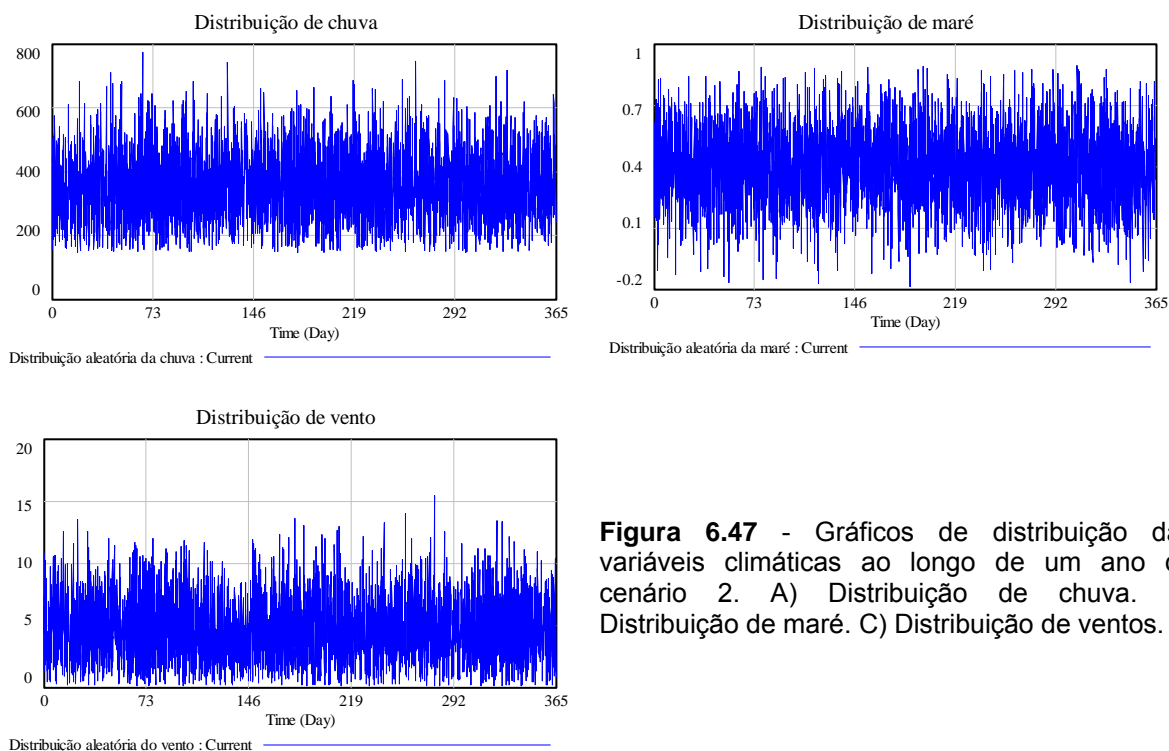 Distribuição de chuva
800
600
400
200
0
0 73 146 219 292 365
Time (Day)
Distribuição aleatória da chuva : Current
Distribuição de maré
1
0.7
0.4
0.1
-0.2
0 73 146 219 292 365
Time (Day)
Distribuição aleatória da maré : Current
Distribuição de vento
20
15
10
5
0
0 73 146 219 292 365
Time (Day)
Distribuição aleatória do vento : Current
Figura 6.47 - Gráficos de distribuição da
variáveis climáticas ao longo de um ano
cenário 2. A) Distribuição de chuva.
Distribuição de maré. C) Distribuição de ventos.